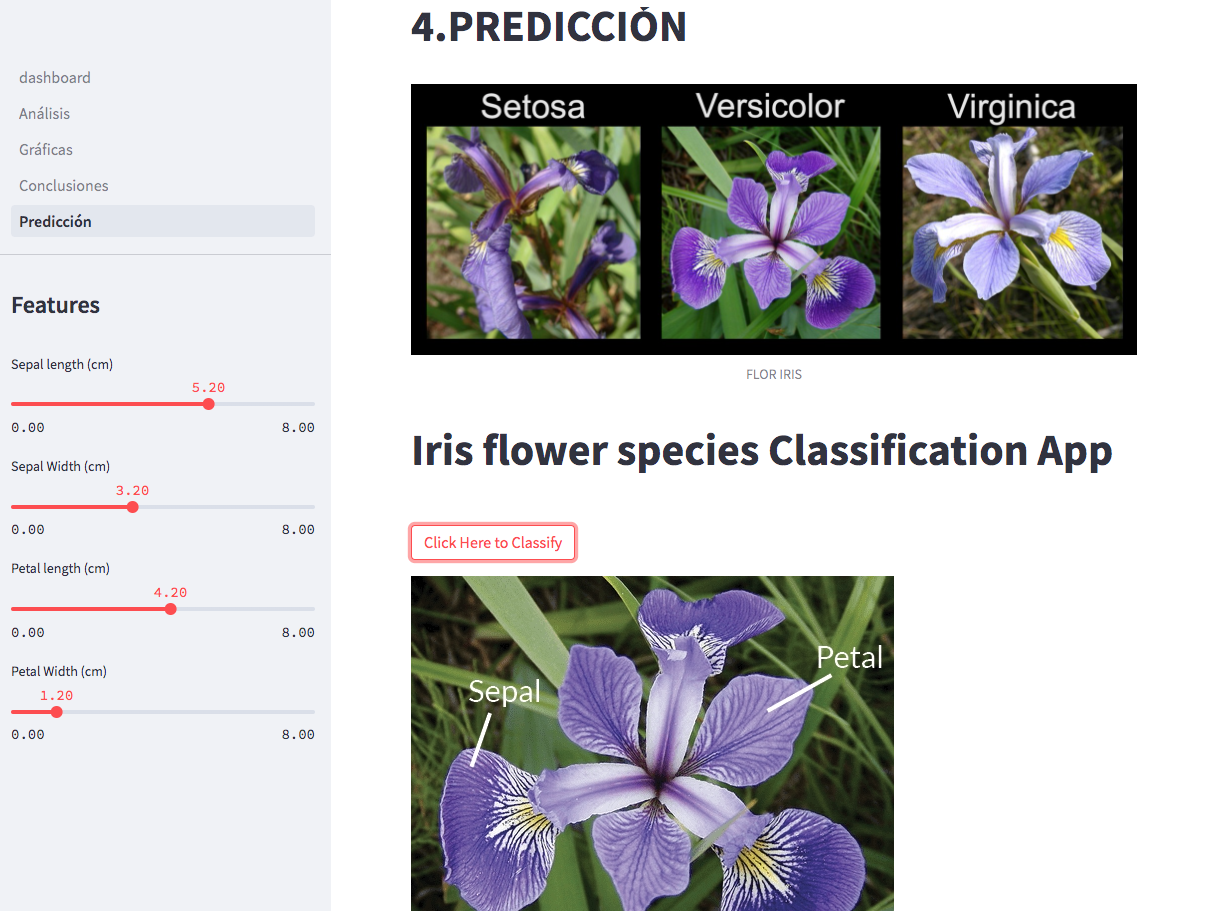 dashboard
Análisis
Gráficas
Conclusiones
Predicción
Features
Sepal length (cm)
5.20
0.00 8.00
Sepal Width (cm)
3.20
0.00 8.00
Petal length (cm)
4.20
0.00 8.00
Petal Width (cm)
1.20
0.00 8.00
4.PREDICCIÓN
Setosa Versicolor Virginica
FLOR IRIS
Iris flower species Classification App
Click Here to Classify
Petal
Sepal